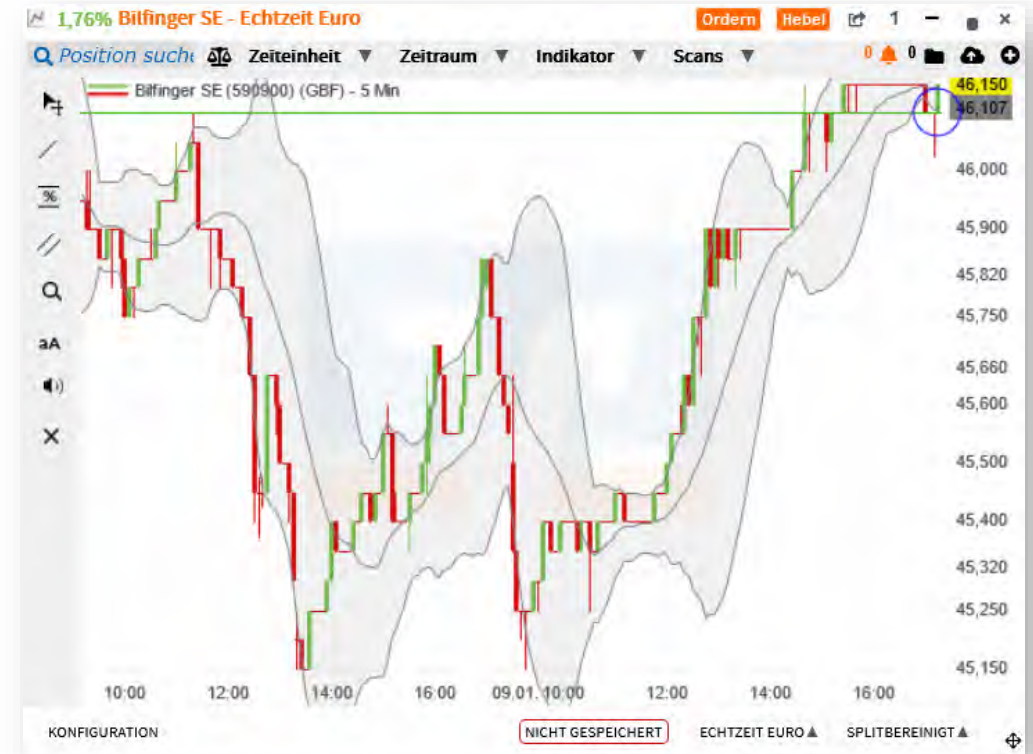 1,76% Bilfinger SE - Echtzeit Euro Ordern Hebel 1
Position suche Zeiteinheit Zeitraum Indikator Scans 0 0
Bilfinger SE (590900) (GBF) - 5 Min
46,150
46,107
46,000
%
45,900
45,820
45,750
aA
45,660
45,600
45,500
45,400
45,320
45,250
45,150
10:00 12:00 14:00 16:00 09.01. 10:00 12:00 14:00 16:00
KONFIGURATION NICHT GESPEICHERT ECHTZEIT EURO SPLITBEREINIGT